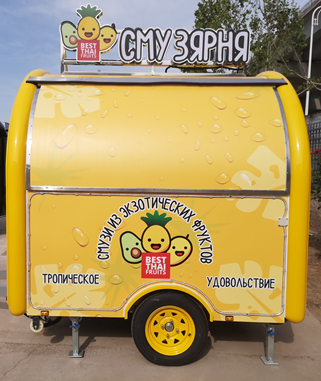 BEST
THAI
FRUITS
СМУЗЯРНЯ
СМУЗИ ИЗ ЭКЗОТИЧЕСКИХ ФРУКТОВ
BEST
THAI
FRUITS
ТРОПИЧЕСКОЕ
УДОВОЛЬСТВИЕ